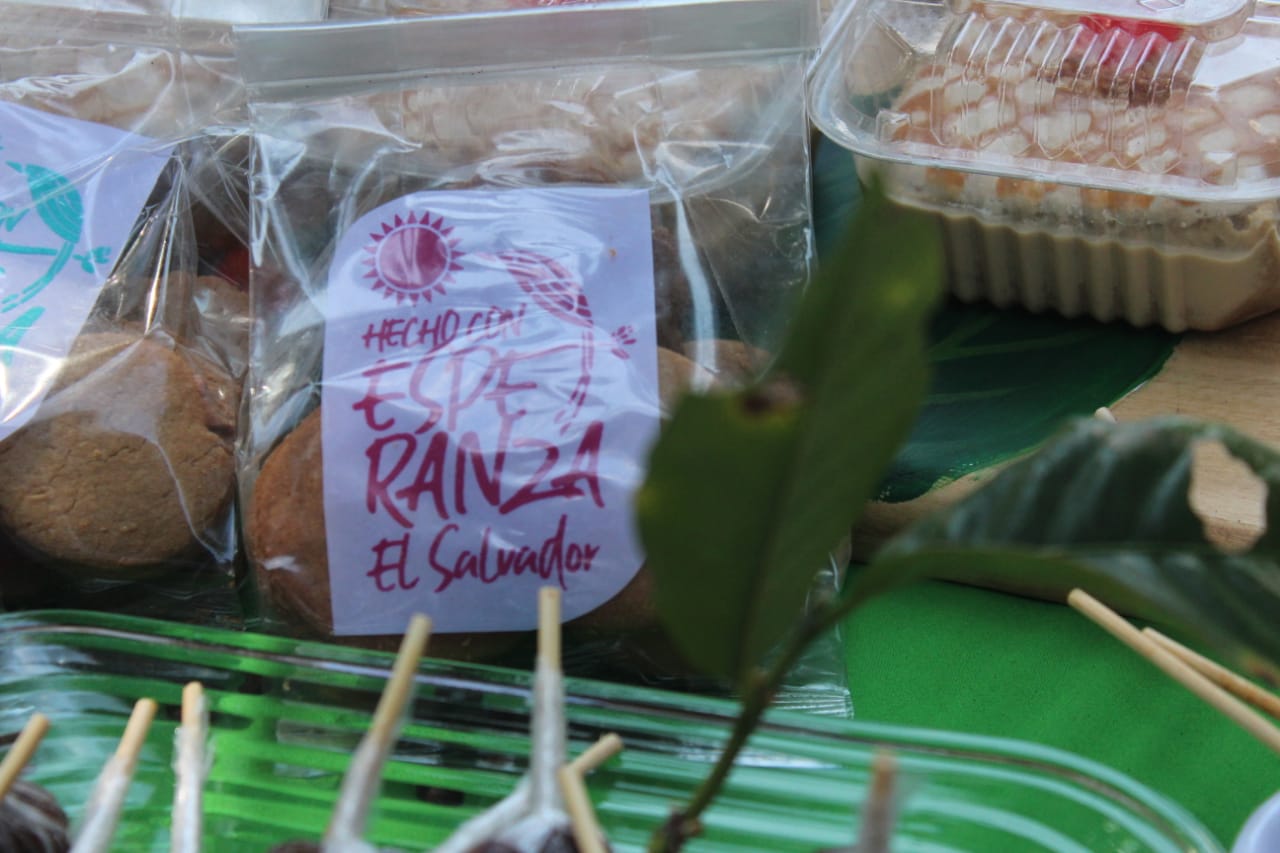 HECHO CON
ESPE
RANZA
El Salvador